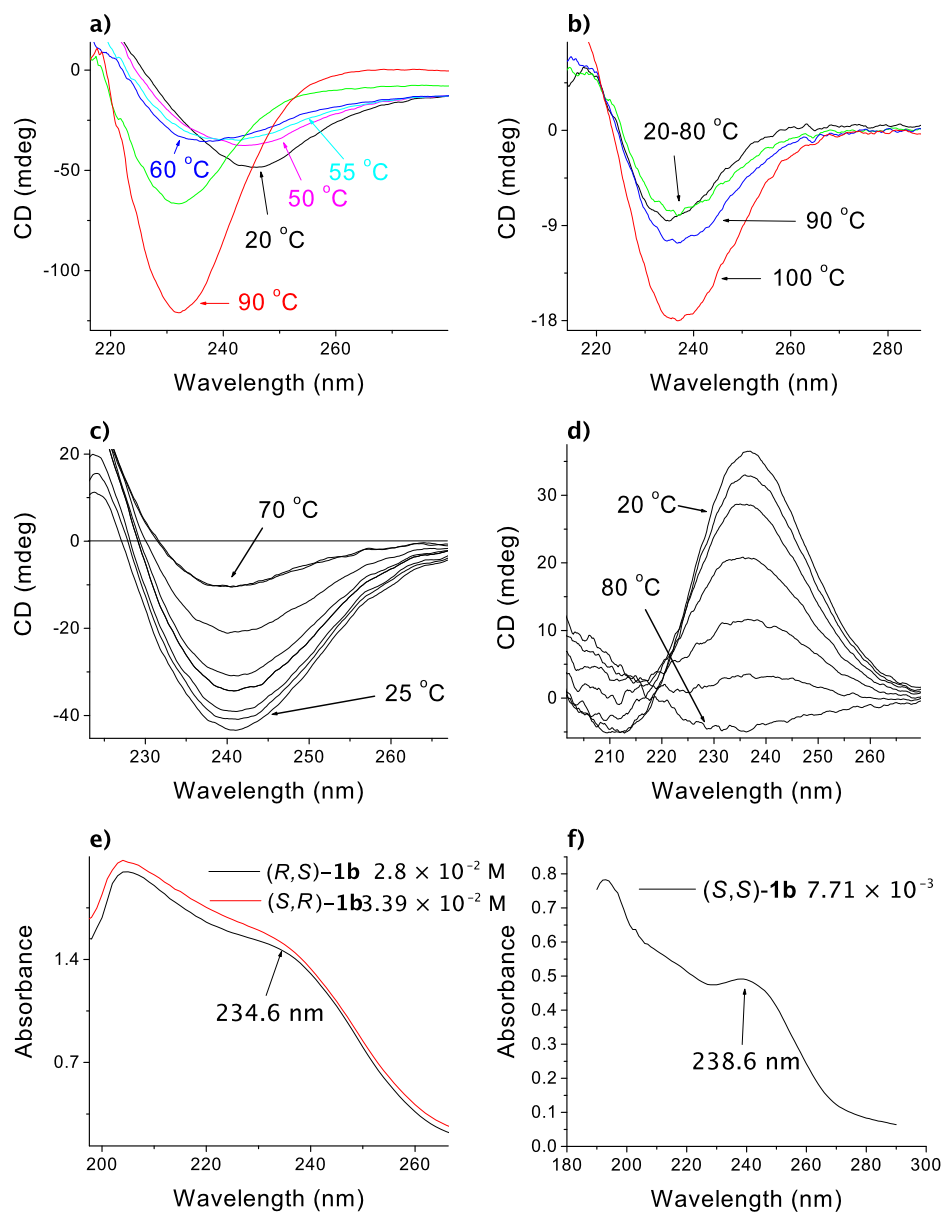 a)
0
-50
-100
220
240
260
CD (mdeg)
Wavelength (nm)
60 °C
55 °C
50 °C
20 °C
90 °C
b)
0
-9
-18
220
240
260
280
CD (mdeg)
Wavelength (nm)
20-80 °C
90 °C
100 °C
c)
20
0
-20
-40
230
240
250
260
CD (mdeg)
Wavelength (nm)
70 °C
25 °C
d)
30
20
10
0
210
220
230
240
250
260
CD (mdeg)
Wavelength (nm)
20 °C
80 °C
e)
1.4
0.7
200
220
240
260
Absorbance
Wavelength (nm)
(R,S)-1b 2.8 × 10⁻² M
(S,R)-1b3.39 × 10⁻² M
234.6 nm
f)
0.8
0.7
0.6
0.5
0.4
0.3
0.2
0.1
0.0
180
200
220
240
260
280
300
Absorbance
Wavelength (nm)
(S,S)-1b 7.71 × 10⁻³
238.6 nm